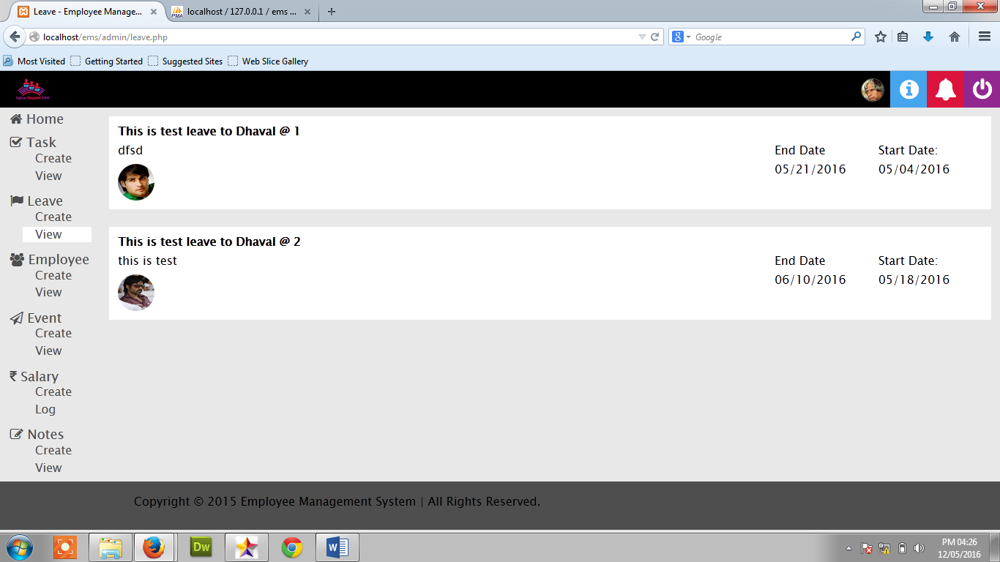 Leave - Employee Manage...
localhost / 127.0.0.1 / ems ...
localhost/ems/admin/leave.php
Google
Most Visited
Getting Started
Suggested Sites
Web Slice Gallery
Employee Management System
Home
Task
Create
View
Leave
Create
View
Employee
Create
View
Event
Create
View
Salary
Create
Log
Notes
Create
View
This is test leave to Dhaval @ 1
dfsd
End Date
05/21/2016
Start Date:
05/04/2016
This is test leave to Dhaval @ 2
this is test
End Date
06/10/2016
Start Date:
05/18/2016
Copyright © 2015 Employee Management System | All Rights Reserved.
Dw
PM 04:26
12/05/2016